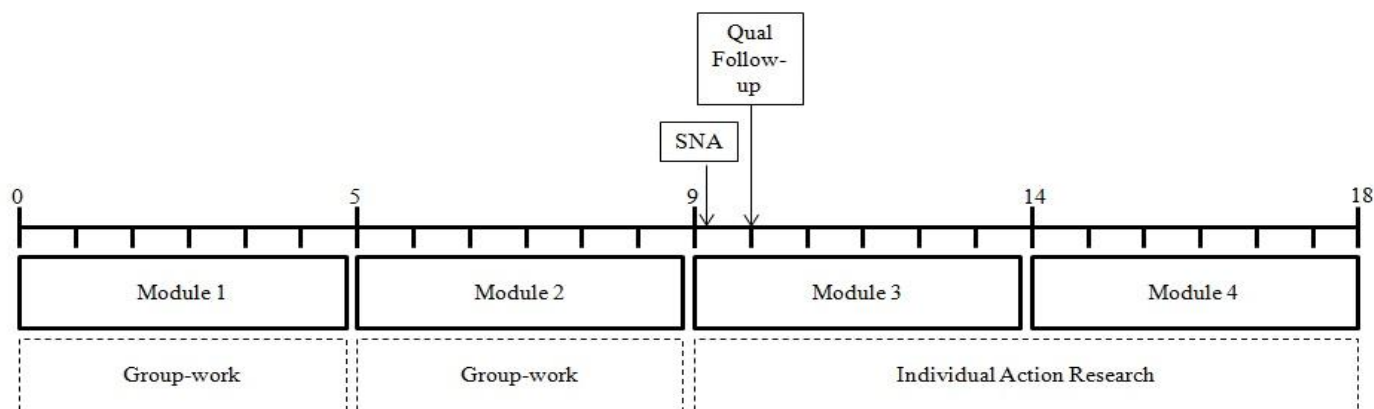 Qual
Follow-
up
SNA
0 5 9 14 18
Module 1 Module 2 Module 3 Module 4
Group-work Group-work Individual Action Research